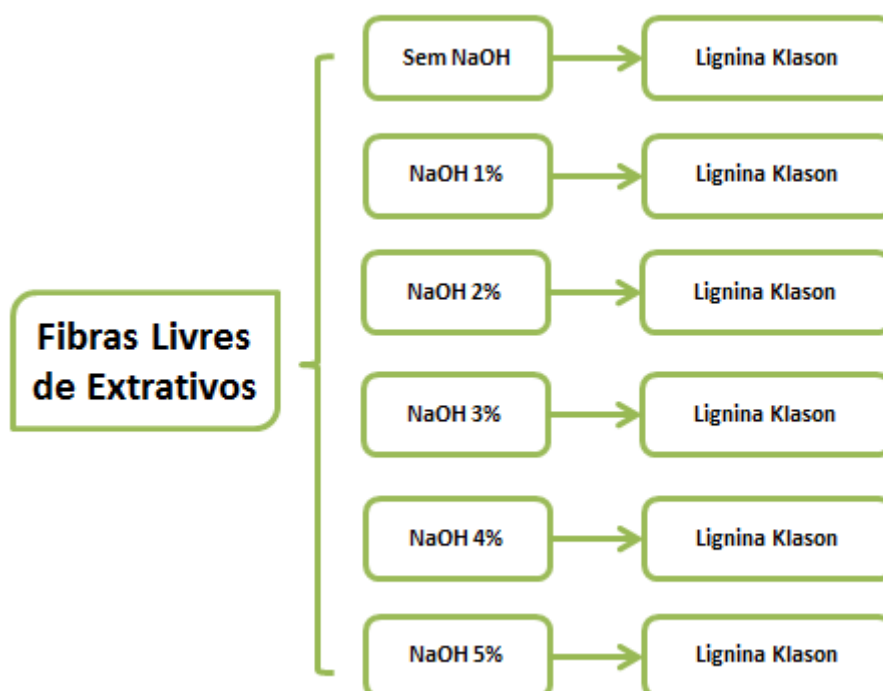 Fibras Livres
de Extrativos
Sem NaOH
Lignina Klason
NaOH 1%
Lignina Klason
NaOH 2%
Lignina Klason
NaOH 3%
Lignina Klason
NaOH 4%
Lignina Klason
NaOH 5%
Lignina Klason